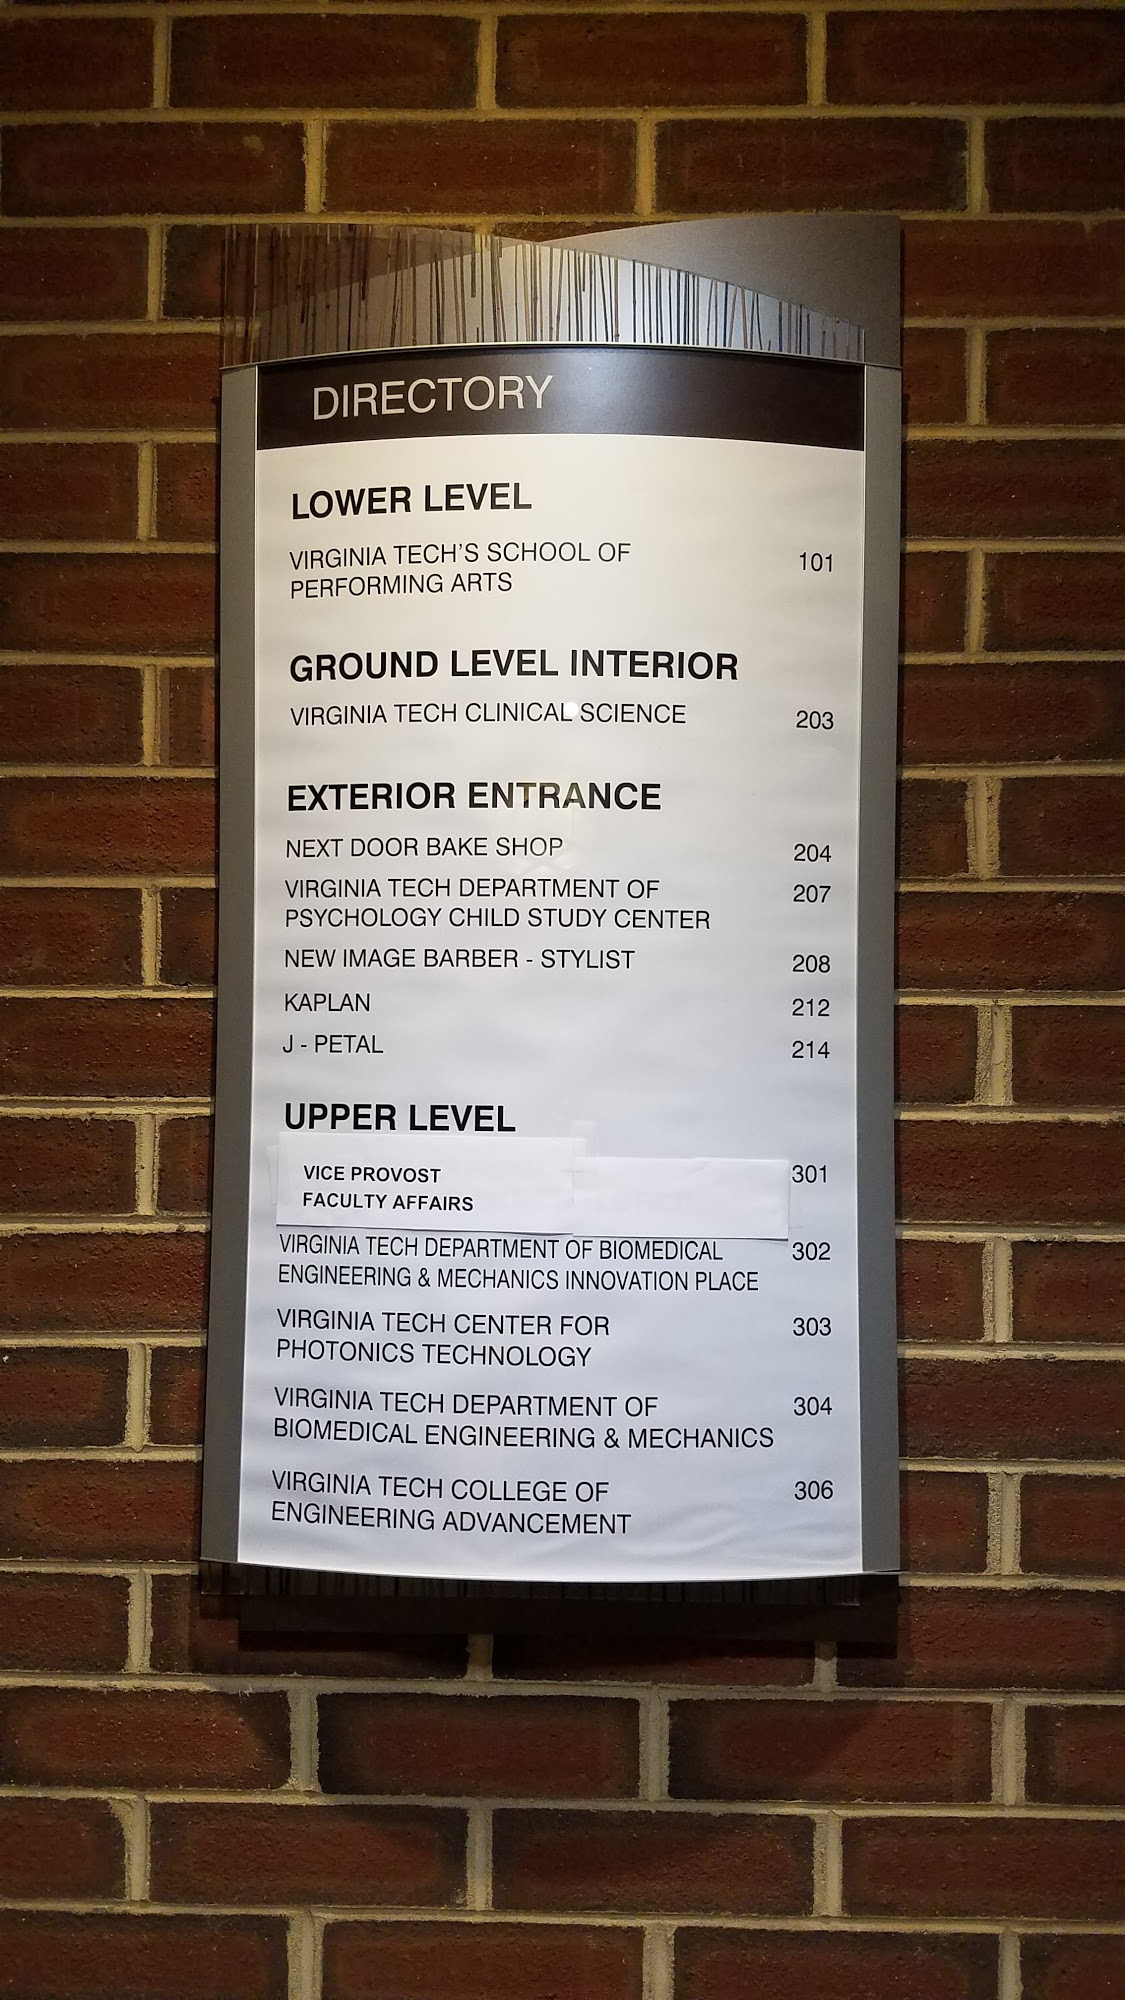 DIRECTORY
LOWER LEVEL
VIRGINIA TECH'S SCHOOL OF 101
PERFORMING ARTS
GROUND LEVEL INTERIOR
VIRGINIA TECH CLINICAL SCIENCE 203
EXTERIOR ENTRANCE
NEXT DOOR BAKE SHOP 204
VIRGINIA TECH DEPARTMENT OF 207
PSYCHOLOGY CHILD STUDY CENTER
NEW IMAGE BARBER - STYLIST 208
KAPLAN 212
J - PETAL 214
UPPER LEVEL
VICE PROVOST 301
FACULTY AFFAIRS
VIRGINIA TECH DEPARTMENT OF BIOMEDICAL 302
ENGINEERING & MECHANICS INNOVATION PLACE
VIRGINIA TECH CENTER FOR 303
PHOTONICS TECHNOLOGY
VIRGINIA TECH DEPARTMENT OF 304
BIOMEDICAL ENGINEERING & MECHANICS
VIRGINIA TECH COLLEGE OF 306
ENGINEERING ADVANCEMENT